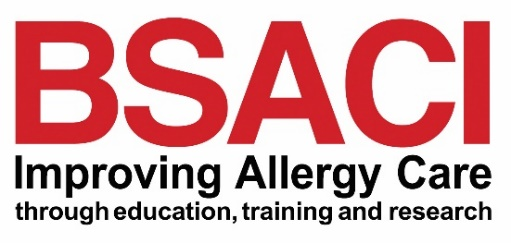 BSACI
Improving Allergy Care
through education, training and research